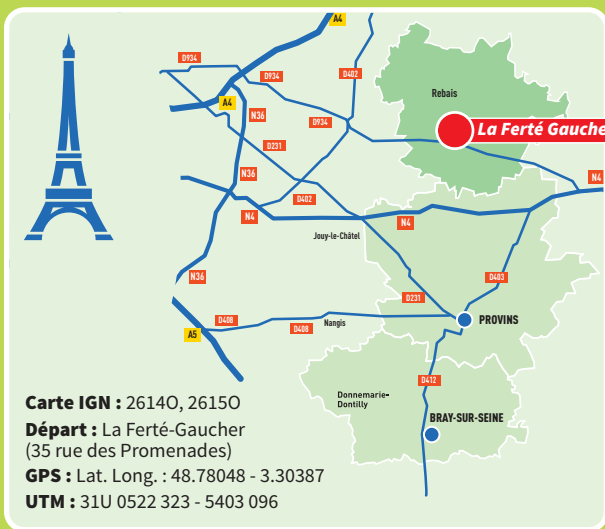 A4
D934
D402
D934
A4
Rebais
N36
D934
La Ferté Gauche
D231
N36
N4
D402
N4
N4
Jouy-le-Châtel
N36
D403
D231
D408
Nangis
PROVINS
A5
D408
D412
Donnemarie-
Dontilly
BRAY-SUR-SEINE
Carte IGN : 2614O, 2615O
Départ : La Ferté-Gaucher
(35 rue des Promenades)
GPS : Lat. Long. : 48.78048 - 3.30387
UTM : 31U 0522 323 - 5403 096